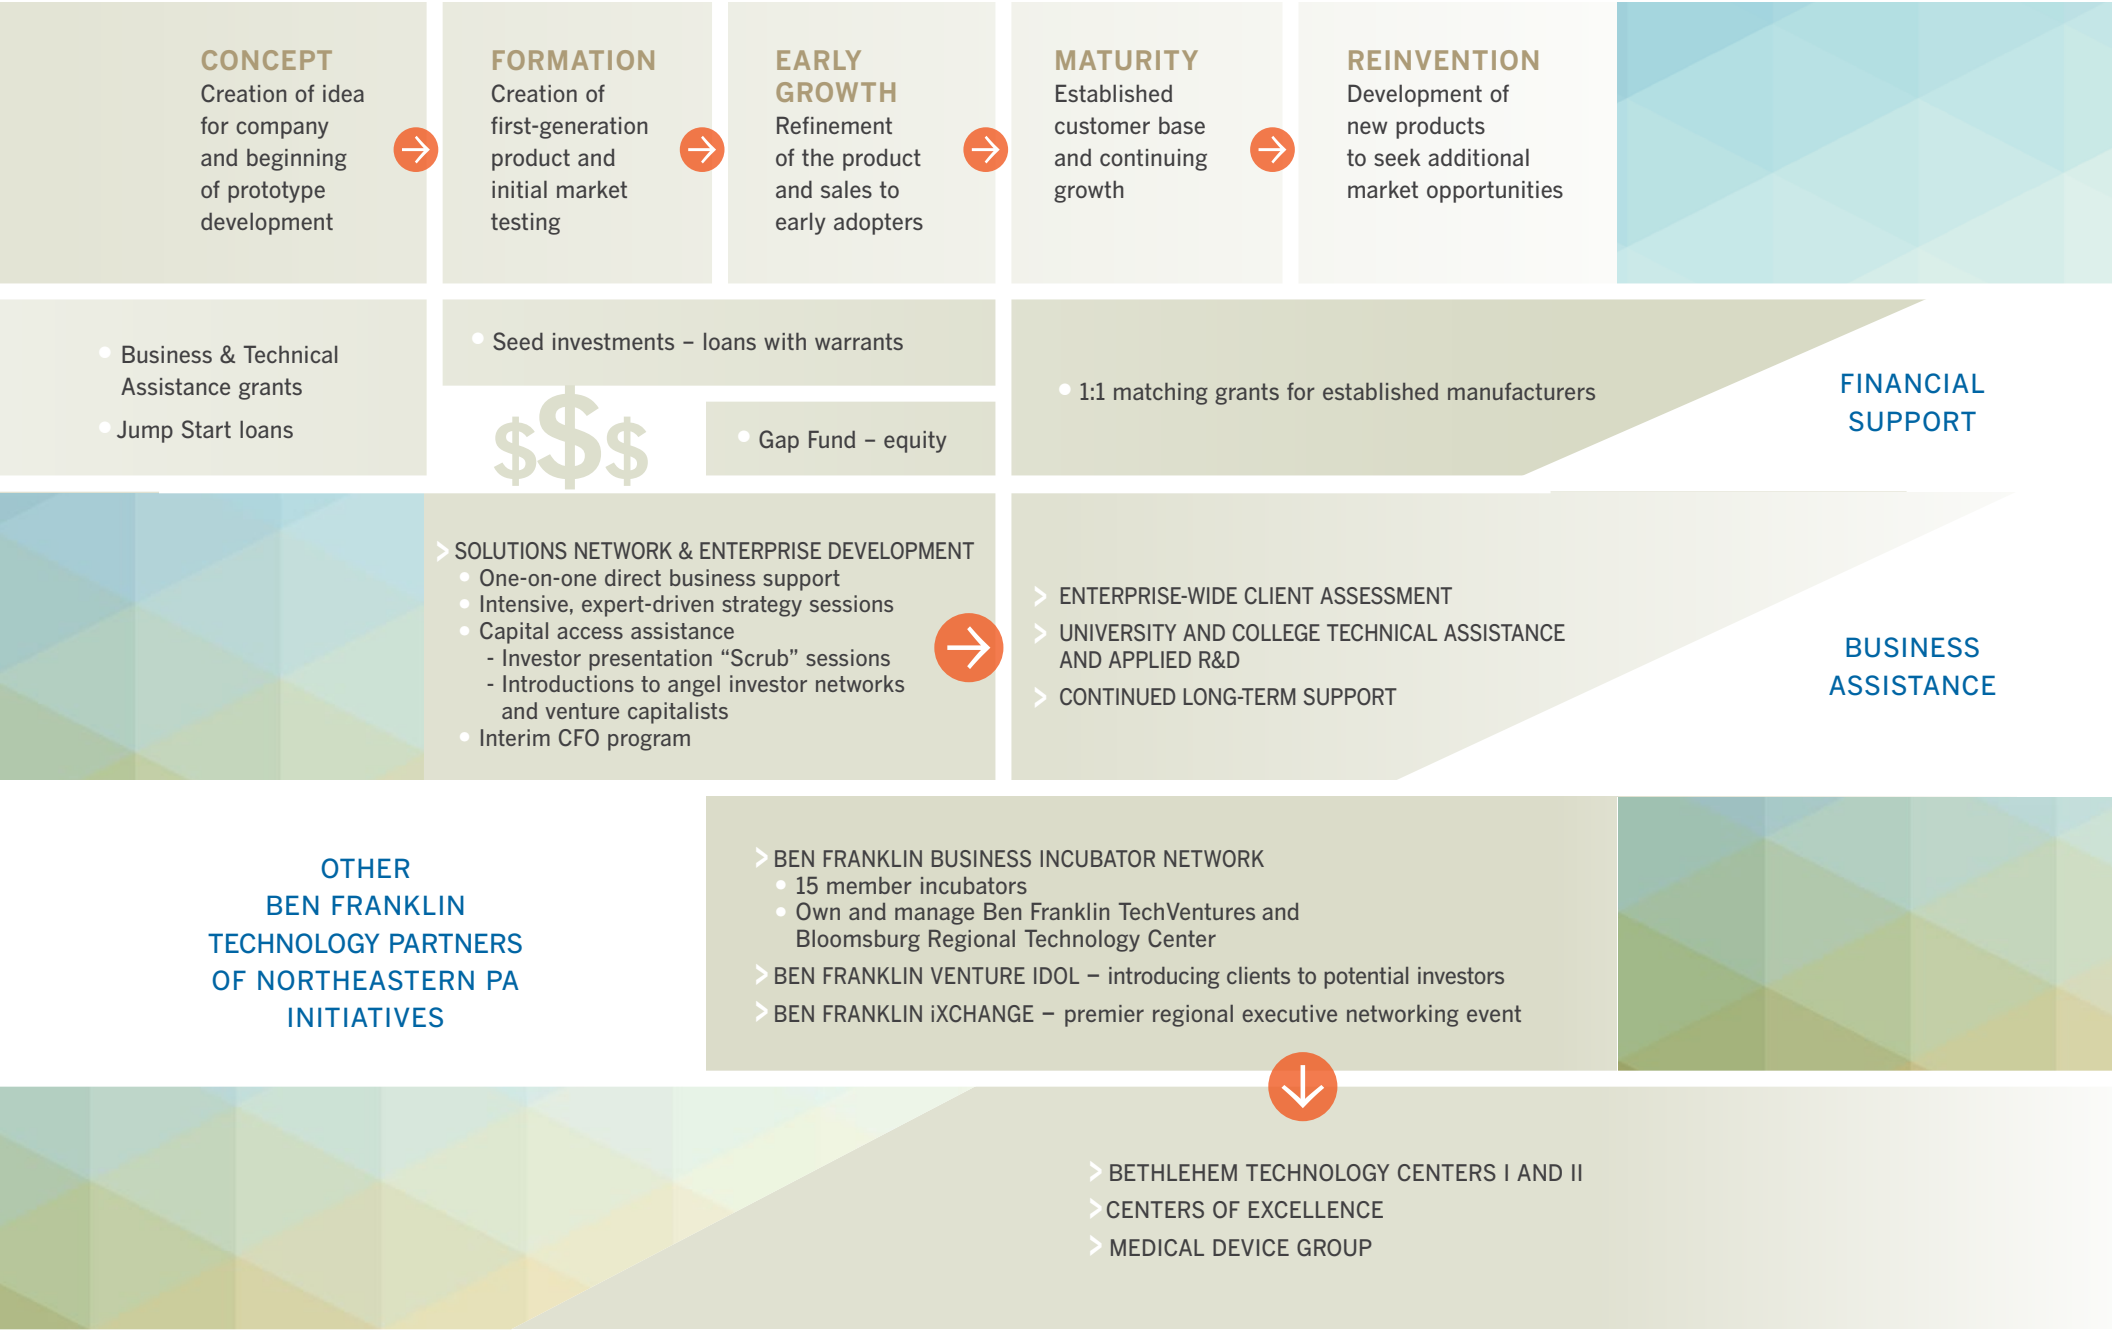 CONCEPT
Creation of idea
for company
and beginning
of prototype
development
FORMATION
Creation of
first-generation
product and
initial market
testing
EARLY
GROWTH
Refinement
of the product
and sales to
early adopters
MATURITY
Established
customer base
and continuing
growth
REINVENTION
Development of
new products
to seek additional
market opportunities
• Business & Technical
Assistance grants
• Jump Start loans
• Seed investments – loans with warrants
$$$
• Gap Fund – equity
• 1:1 matching grants for established manufacturers
FINANCIAL
SUPPORT
> SOLUTIONS NETWORK & ENTERPRISE DEVELOPMENT
• One-on-one direct business support
• Intensive, expert-driven strategy sessions
• Capital access assistance
- Investor presentation “Scrub” sessions
- Introductions to angel investor networks
and venture capitalists
• Interim CFO program
> ENTERPRISE-WIDE CLIENT ASSESSMENT
> UNIVERSITY AND COLLEGE TECHNICAL ASSISTANCE
AND APPLIED R&D
> CONTINUED LONG-TERM SUPPORT
BUSINESS
ASSISTANCE
OTHER
BEN FRANKLIN
TECHNOLOGY PARTNERS
OF NORTHEASTERN PA
INITIATIVES
> BEN FRANKLIN BUSINESS INCUBATOR NETWORK
• 15 member incubators
• Own and manage Ben Franklin TechVentures and
Bloomsburg Regional Technology Center
> BEN FRANKLIN VENTURE IDOL – introducing clients to potential investors
> BEN FRANKLIN iXCHANGE – premier regional executive networking event
> BETHLEHEM TECHNOLOGY CENTERS I AND II
> CENTERS OF EXCELLENCE
> MEDICAL DEVICE GROUP